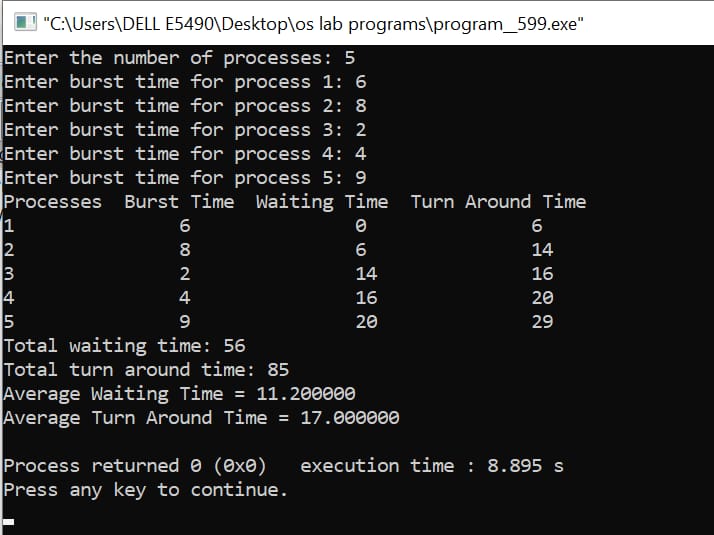 "C:\Users\DELL E5490\Desktop\os lab programs\program__599.exe"
Enter the number of processes: 5
Enter burst time for process 1: 6
Enter burst time for process 2: 8
Enter burst time for process 3: 2
Enter burst time for process 4: 4
Enter burst time for process 5: 9
Processes  Burst Time  Waiting Time  Turn Around Time
1               6               0               6
2               8               6               14
3               2               14              16
4               4               16              20
5               9               20              29
Total waiting time: 56
Total turn around time: 85
Average Waiting Time = 11.200000
Average Turn Around Time = 17.000000
Process returned 0 (0x0)   execution time : 8.895 s
Press any key to continue.